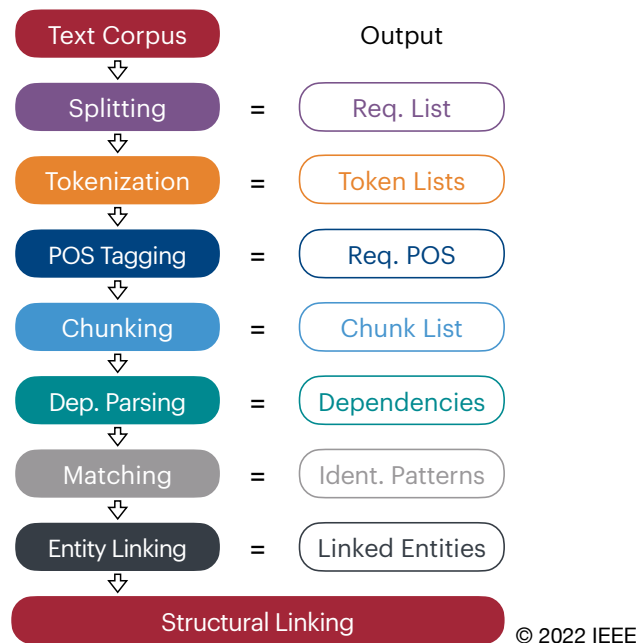 Text Corpus Output
Splitting = Req. List
Tokenization = Token Lists
POS Tagging = Req. POS
Chunking = Chunk List
Dep. Parsing = Dependencies
Matching = Ident. Patterns
Entity Linking = Linked Entities
Structural Linking
© 2022 IEEE